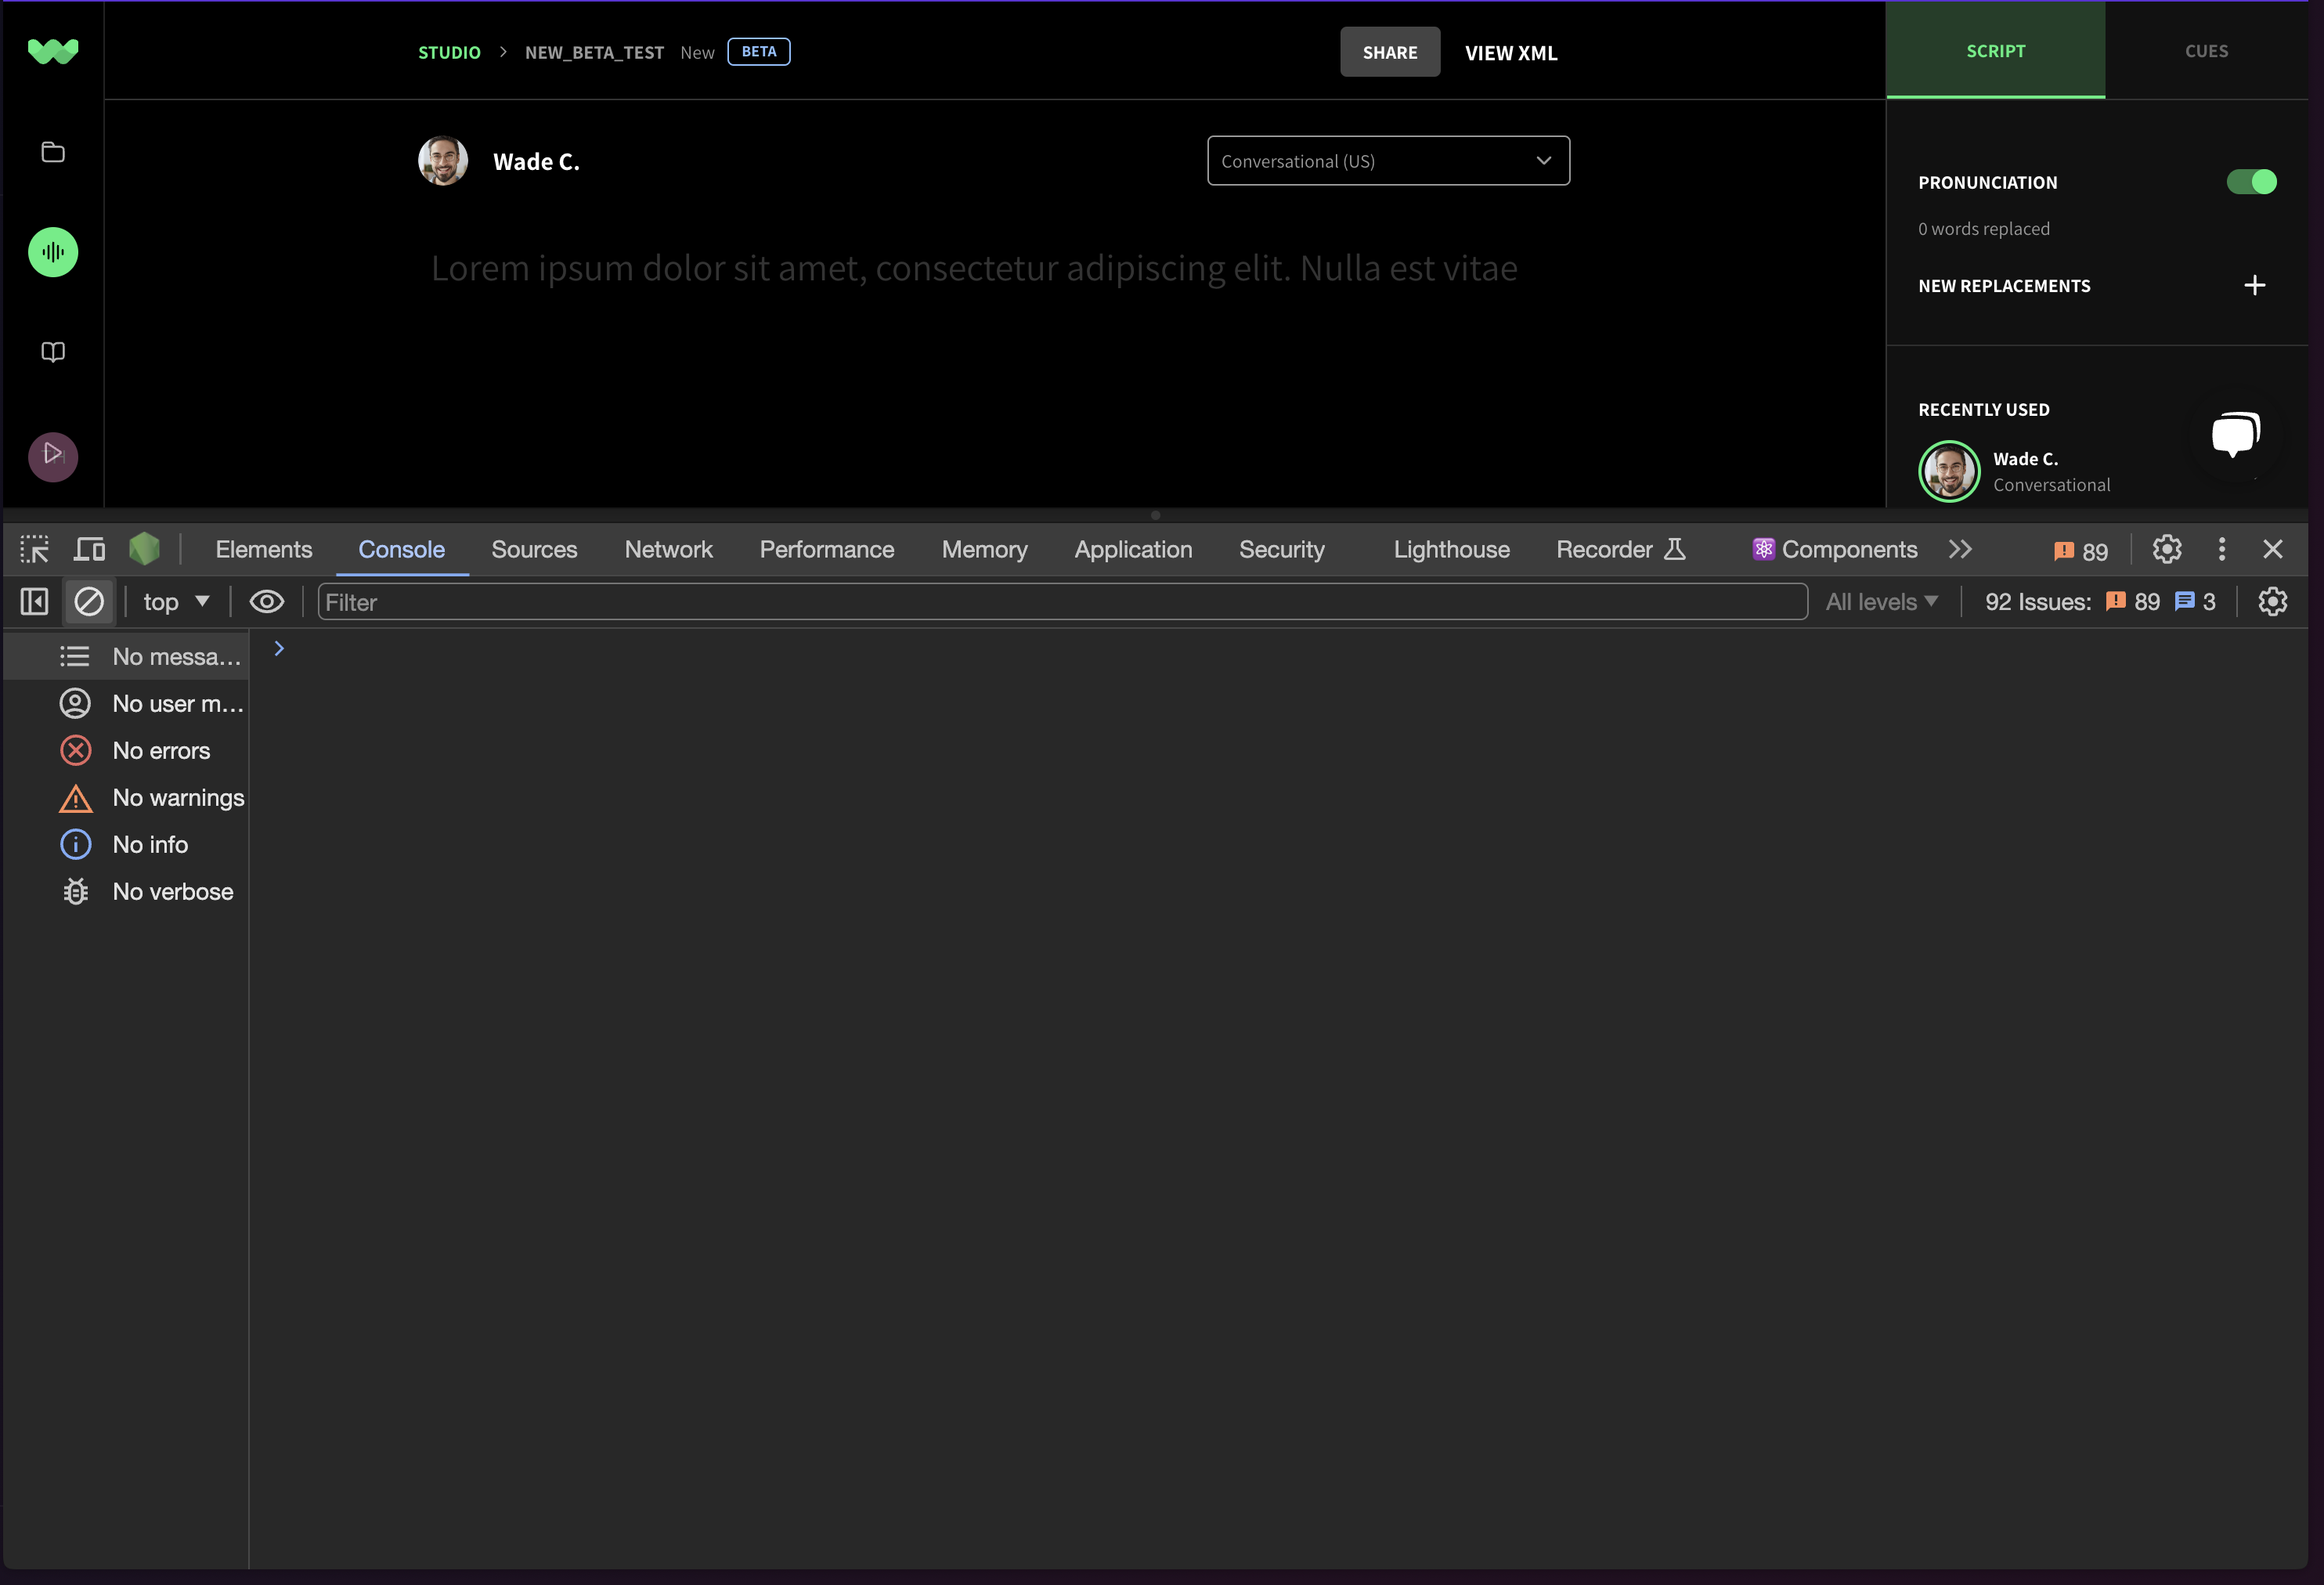 STUDIO > NEW_BETA_TEST New BETA
SHARE VIEW XML
SCRIPT CUES
Wade C.
Conversational (US)
Lorem ipsum dolor sit amet, consectetur adipiscing elit. Nulla est vitae
PRONUNCIATION
0 words replaced
NEW REPLACEMENTS
RECENTLY USED
Wade C.
Conversational
Elements Console Sources Network Performance Memory Application Security Lighthouse Recorder Components 89
top Filter All levels 92 Issues: 89 3
No messa…
No user m…
No errors
No warnings
No info
No verbose